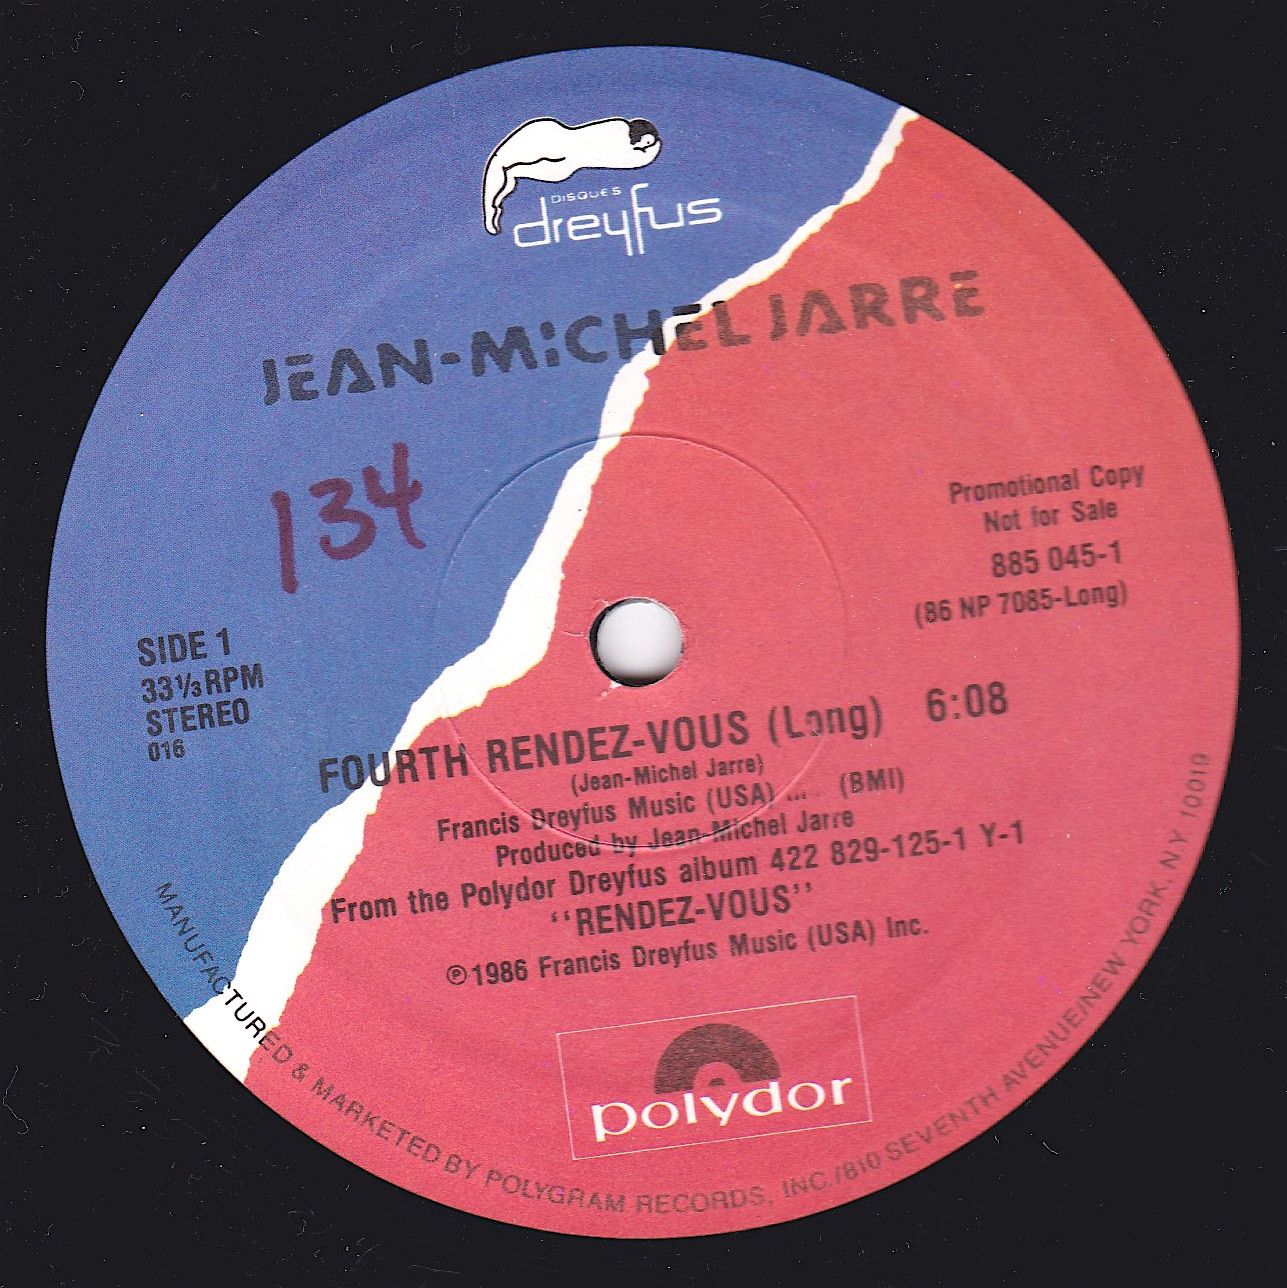 DISQUES
dreyfus
JEAN-MICHEL JARRE
134
Promotional Copy
Not for Sale
885 045-1
(86 NP 7085-Long)
SIDE 1
33⅓ RPM
STEREO
016
FOURTH RENDEZ-VOUS (Long) 6:08
(Jean-Michel Jarre)
Francis Dreyfus Music (USA) ... (BMI)
Produced by Jean-Michel Jarre
From the Polydor Dreyfus album 422 829-125-1 Y-1
"RENDEZ-VOUS"
℗1986 Francis Dreyfus Music (USA) Inc.
polydor
MANUFACTURED & MARKETED BY POLYGRAM RECORDS, INC./810 SEVENTH AVENUE/NEW YORK, NY 10019